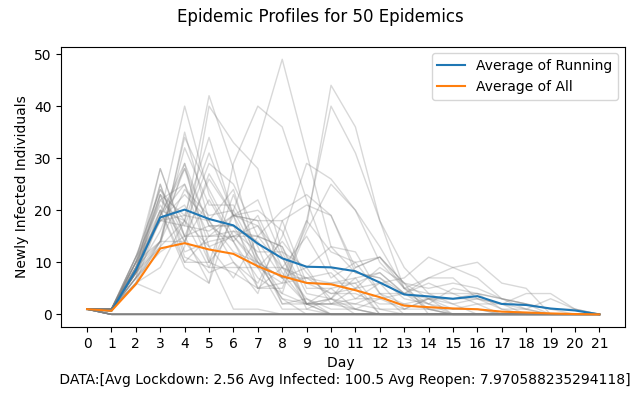 Epidemic Profiles for 50 Epidemics
50
40
30
20
10
0
Newly Infected Individuals
Average of Running
Average of All
0 1 2 3 4 5 6 7 8 9 10 11 12 13 14 15 16 17 18 19 20 21
Day
DATA:[Avg Lockdown: 2.56 Avg Infected: 100.5 Avg Reopen: 7.970588235294118]